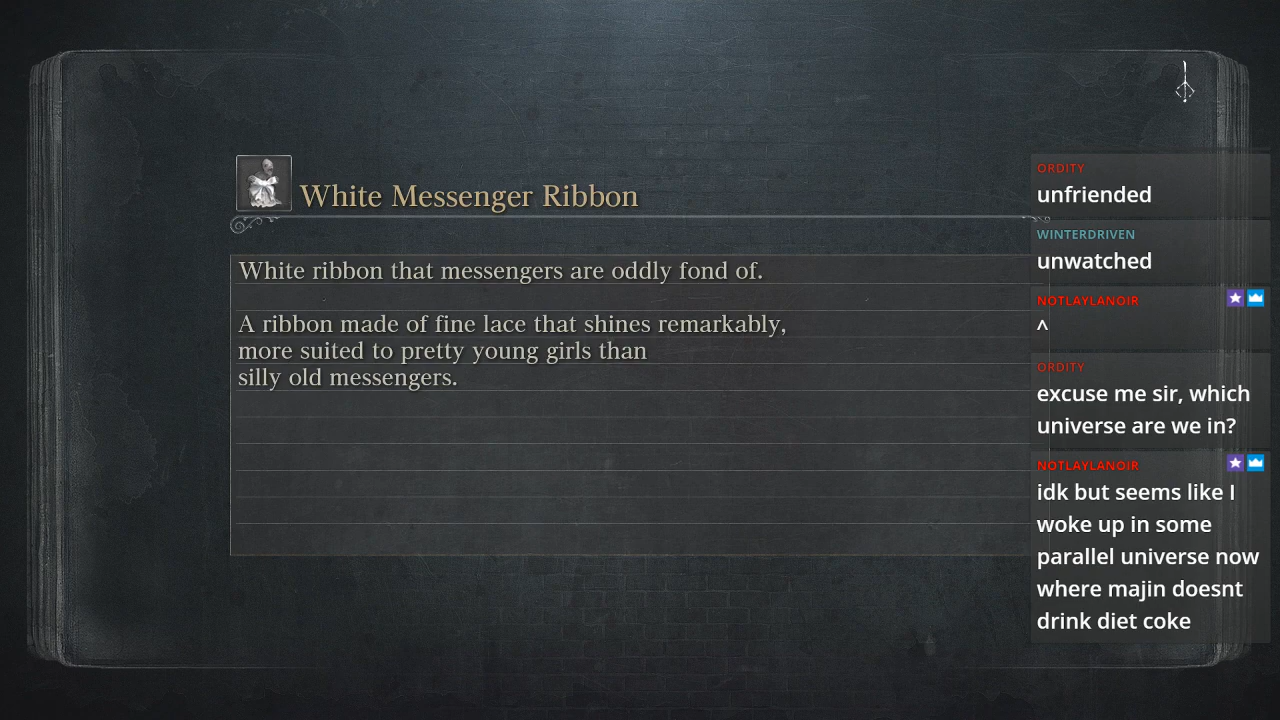 White Messenger Ribbon
White ribbon that messengers are oddly fond of.
A ribbon made of fine lace that shines remarkably,
more suited to pretty young girls than
silly old messengers.
ORDITY
unfriended
WINTERDRIVEN
unwatched
NOTLAYLANOIR
^
ORDITY
excuse me sir, which
universe are we in?
NOTLAYLANOIR
idk but seems like I
woke up in some
parallel universe now
where majin doesnt
drink diet coke